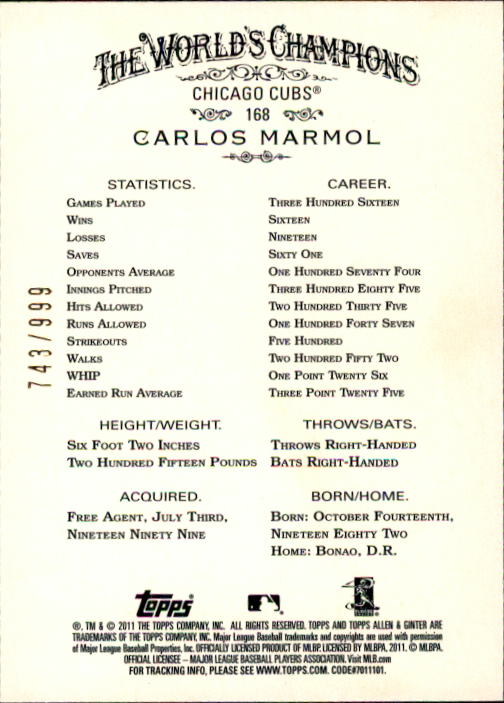 THE WORLD'S CHAMPIONS
CHICAGO CUBS®
168
CARLOS MARMOL
STATISTICS. CAREER.
GAMES PLAYED THREE HUNDRED SIXTEEN
WINS SIXTEEN
LOSSES NINETEEN
SAVES SIXTY ONE
OPPONENTS AVERAGE ONE HUNDRED SEVENTY FOUR
INNINGS PITCHED THREE HUNDRED EIGHTY FIVE
HITS ALLOWED TWO HUNDRED THIRTY FIVE
RUNS ALLOWED ONE HUNDRED FORTY SEVEN
STRIKEOUTS FIVE HUNDRED
WALKS TWO HUNDRED FIFTY TWO
WHIP ONE POINT TWENTY SIX
EARNED RUN AVERAGE THREE POINT TWENTY FIVE
743/999
HEIGHT/WEIGHT. THROWS/BATS.
SIX FOOT TWO INCHES THROWS RIGHT-HANDED
TWO HUNDRED FIFTEEN POUNDS BATS RIGHT-HANDED
ACQUIRED. BORN/HOME.
FREE AGENT, JULY THIRD, BORN: OCTOBER FOURTEENTH,
NINETEEN NINETY NINE NINETEEN EIGHTY TWO
HOME: BONAO, D.R.
topps®
®, TM & © 2011 THE TOPPS COMPANY, INC. ALL RIGHTS RESERVED. TOPPS AND TOPPS ALLEN & GINTER ARE
TRADEMARKS OF THE TOPPS COMPANY, INC. Major League Baseball trademarks and copyrights are used with permission
of Major League Baseball Properties, Inc. OFFICIALLY LICENSED PRODUCT OF MLBP. LICENSED BY MLBPA, 2011. © MLBPA.
OFFICIAL LICENSEE – MAJOR LEAGUE BASEBALL PLAYERS ASSOCIATION. Visit MLB.com
FOR TRACKING INFO, PLEASE SEE WWW.TOPPS.COM. CODE#7011101.